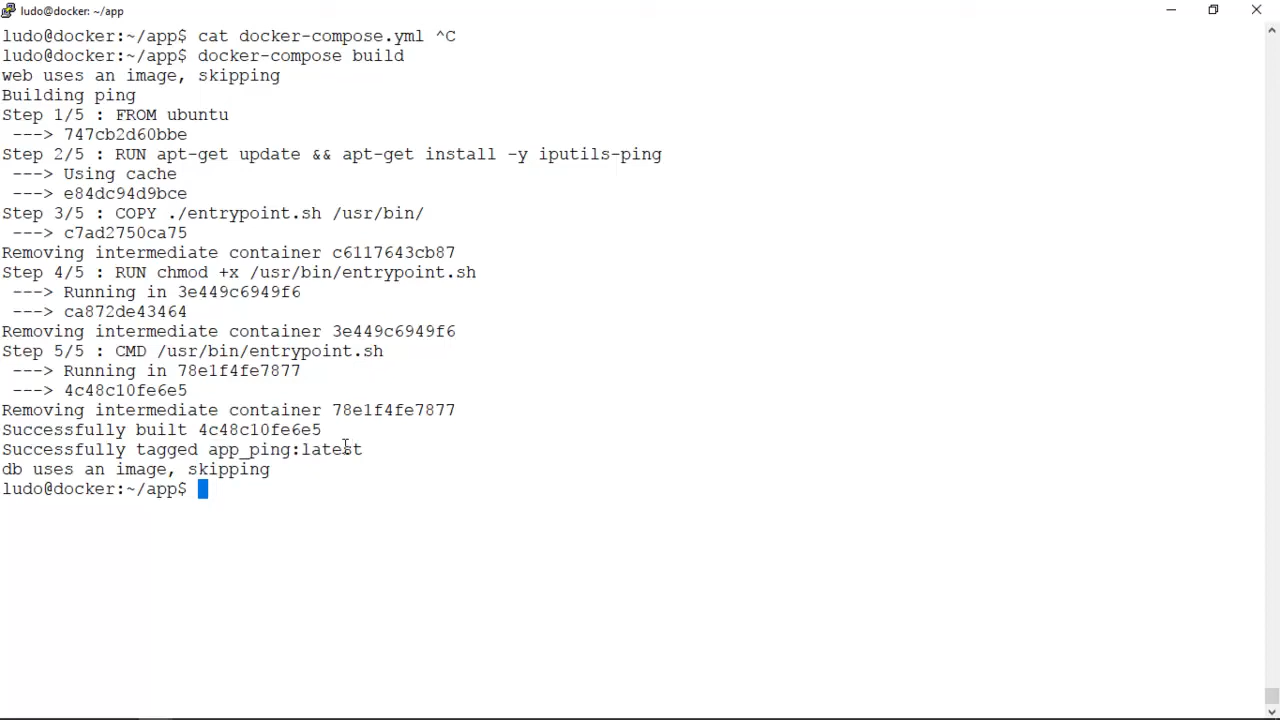 ludo@docker: ~/app
ludo@docker:~/app$ cat docker-compose.yml ^C
ludo@docker:~/app$ docker-compose build
web uses an image, skipping
Building ping
Step 1/5 : FROM ubuntu
 ---> 747cb2d60bbe
Step 2/5 : RUN apt-get update && apt-get install -y iputils-ping
 ---> Using cache
 ---> e84dc94d9bce
Step 3/5 : COPY ./entrypoint.sh /usr/bin/
 ---> c7ad2750ca75
Removing intermediate container c6117643cb87
Step 4/5 : RUN chmod +x /usr/bin/entrypoint.sh
 ---> Running in 3e449c6949f6
 ---> ca872de43464
Removing intermediate container 3e449c6949f6
Step 5/5 : CMD /usr/bin/entrypoint.sh
 ---> Running in 78e1f4fe7877
 ---> 4c48c10fe6e5
Removing intermediate container 78e1f4fe7877
Successfully built 4c48c10fe6e5
Successfully tagged app_ping:latest
db uses an image, skipping
ludo@docker:~/app$